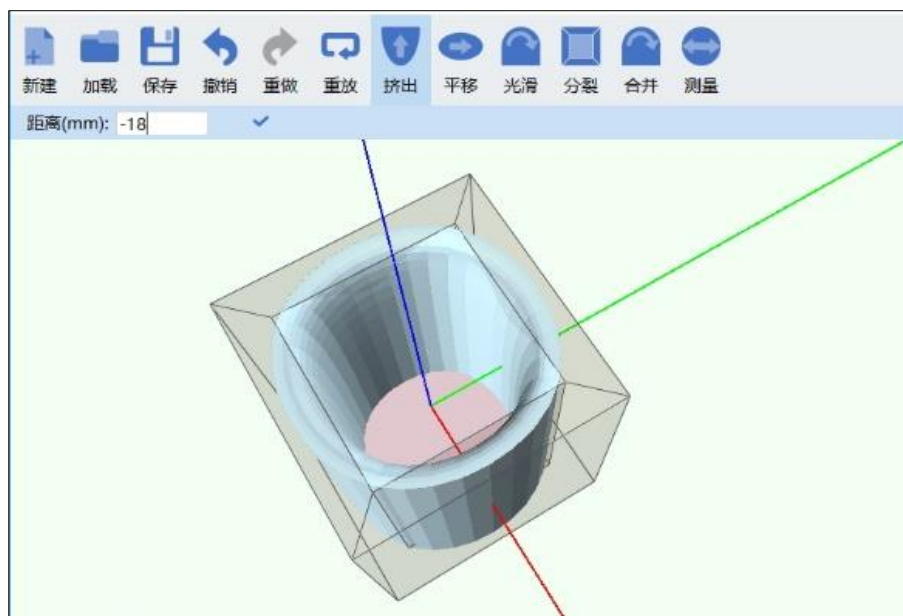 新建 加载 保存 撤销 重做 重放 挤出 平移 光滑 分裂 合并 测量
距离(mm): -18